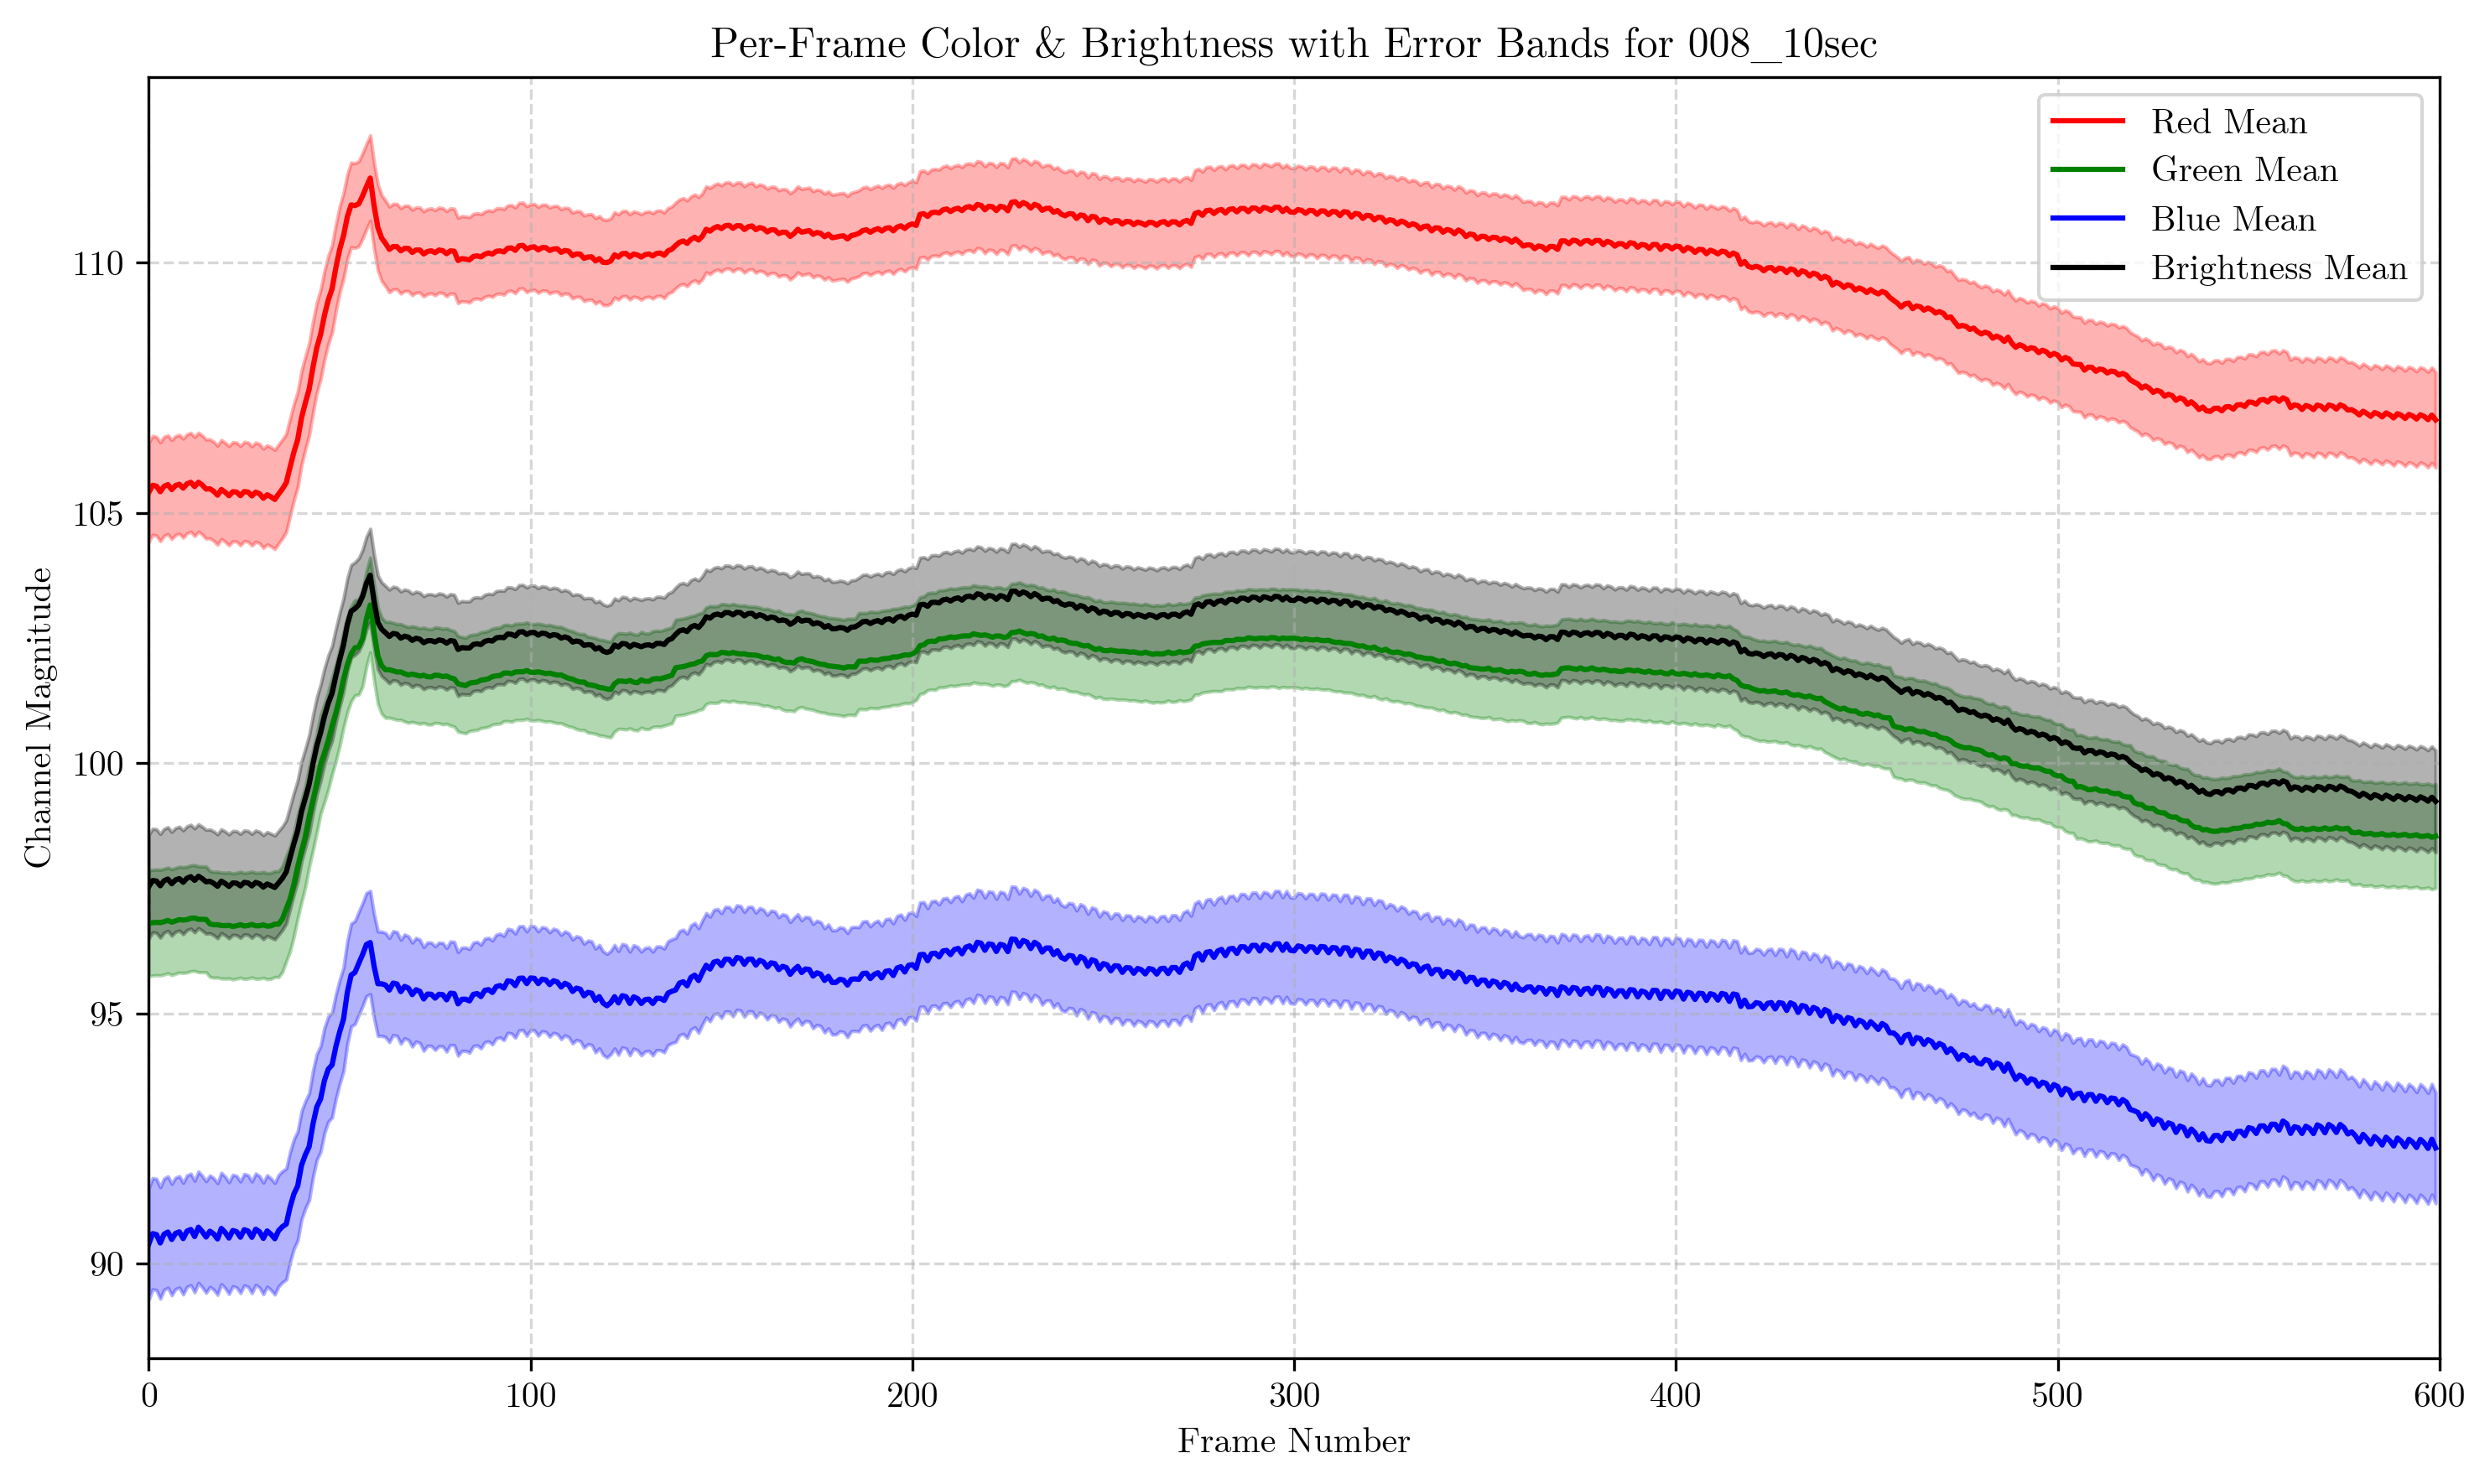 Per-Frame Color & Brightness with Error Bands for 008_10sec
Red Mean
Green Mean
Blue Mean
Brightness Mean
Channel Magnitude
110
105
100
95
90
0 100 200 300 400 500 600
Frame Number